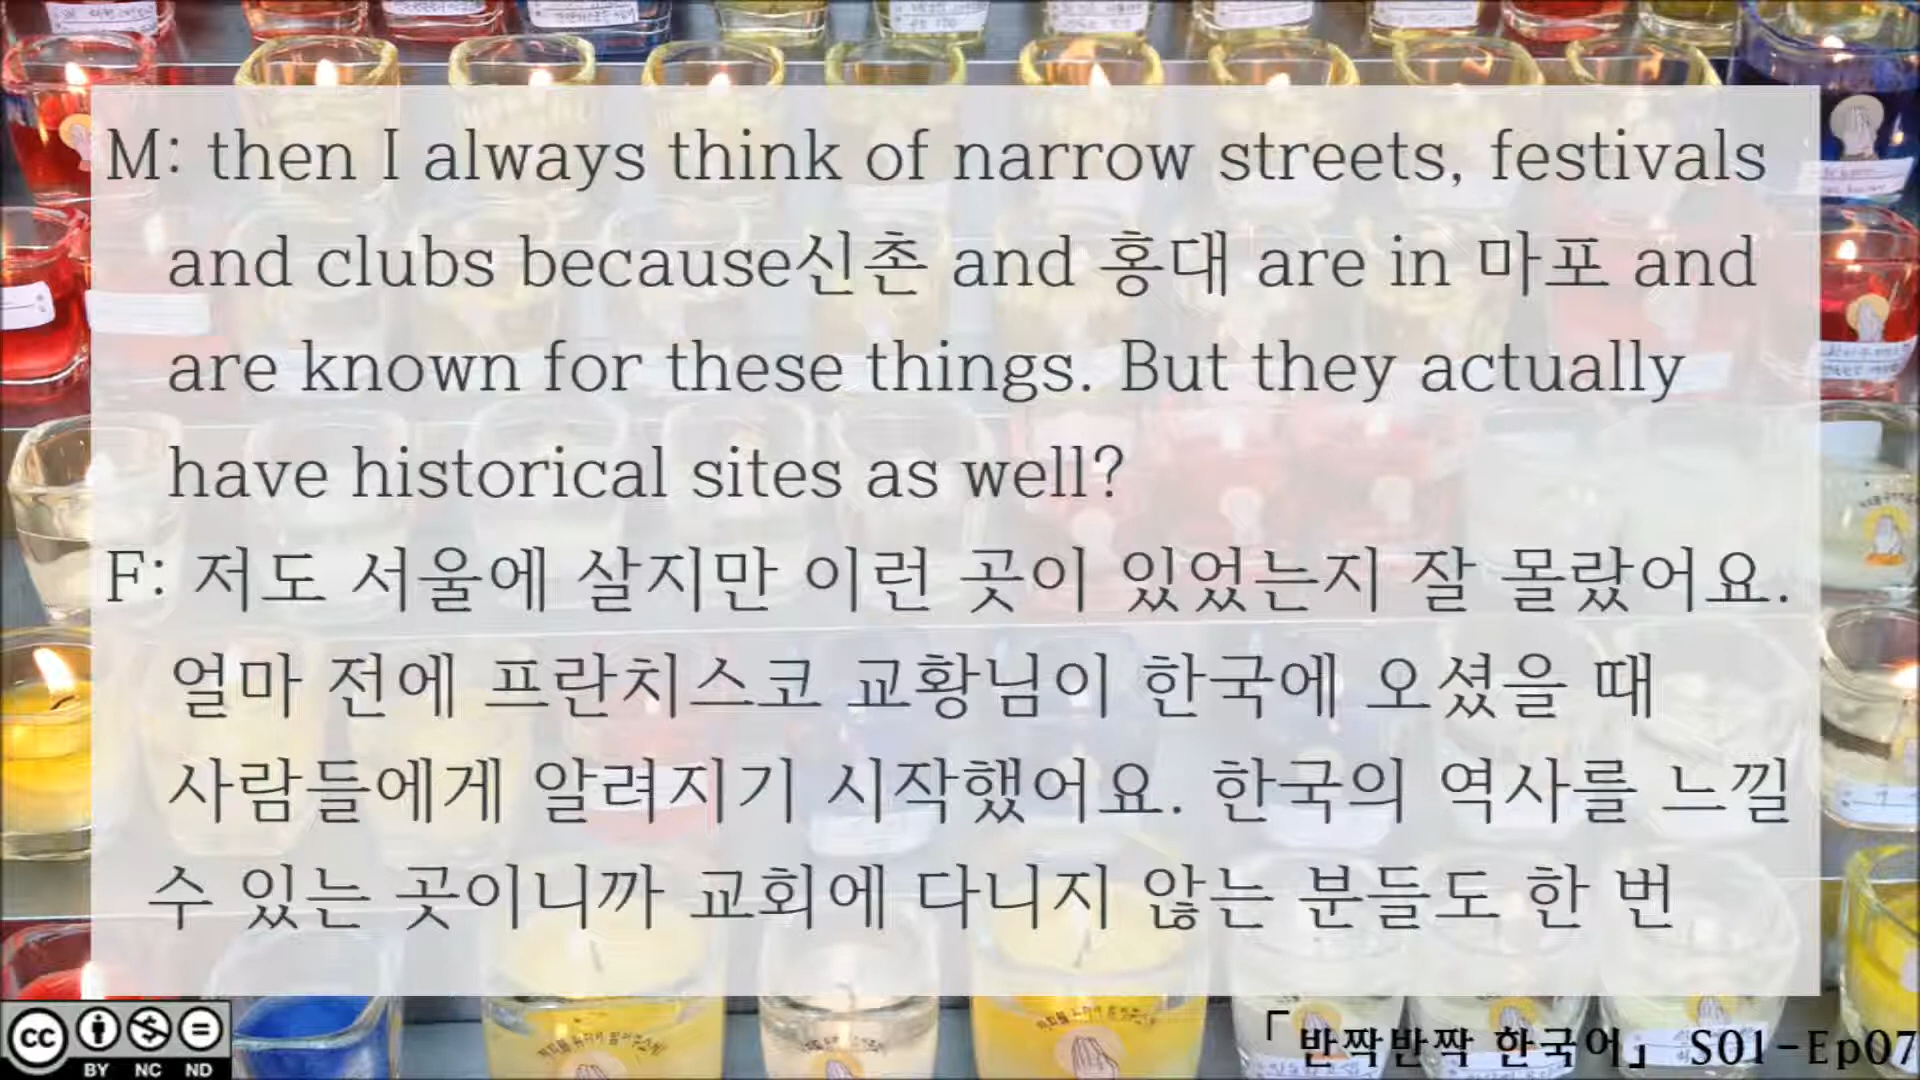 M: then I always think of narrow streets, festivals
and clubs because신촌 and 홍대 are in 마포 and
are known for these things. But they actually
have historical sites as well?
F: 저도 서울에 살지만 이런 곳이 있었는지 잘 몰랐어요.
얼마 전에 프란치스코 교황님이 한국에 오셨을 때
사람들에게 알려지기 시작했어요. 한국의 역사를 느낄
수 있는 곳이니까 교회에 다니지 않는 분들도 한 번
cc BY NC ND
「반짝반짝 한국어」 S01-Ep07